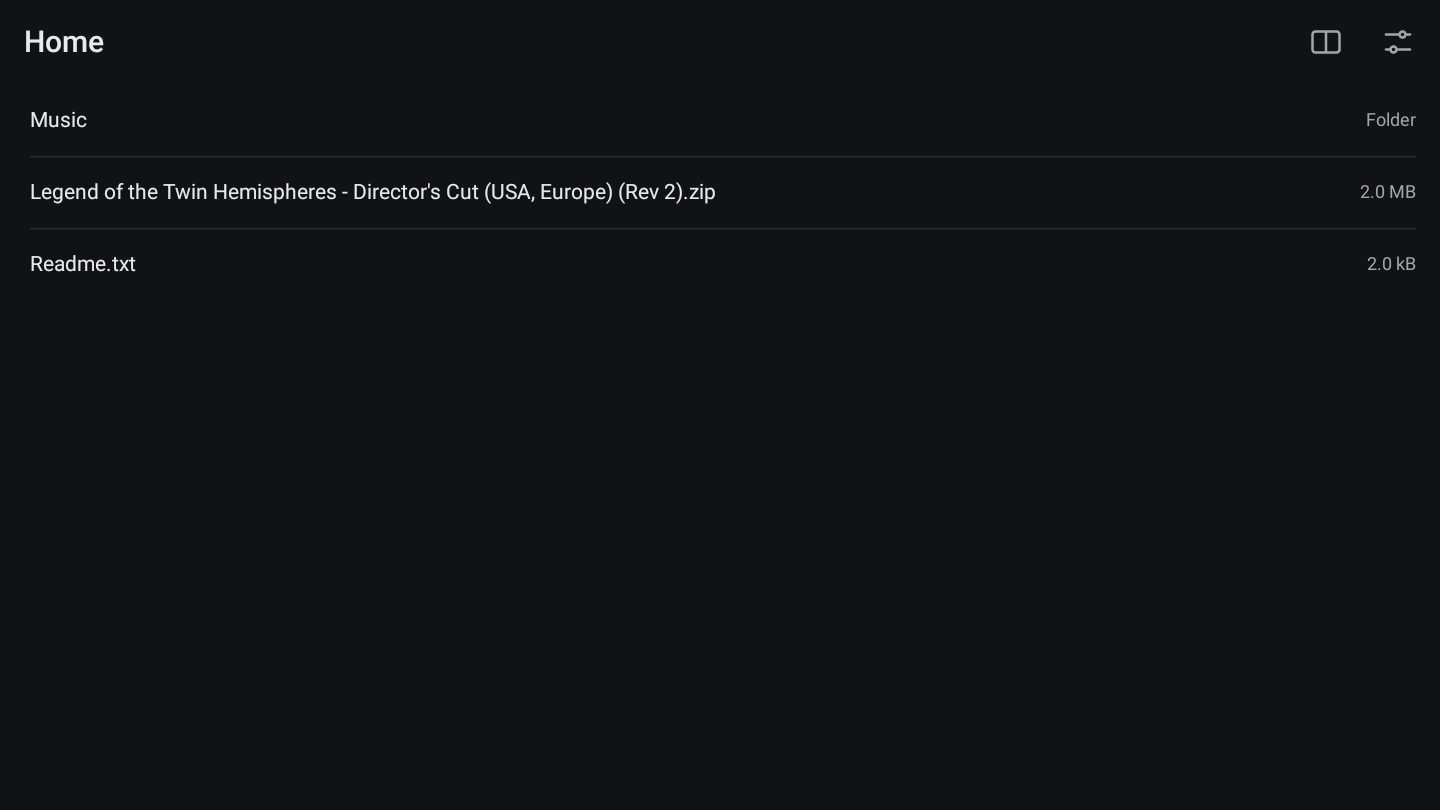 Home
Music Folder
Legend of the Twin Hemispheres - Director's Cut (USA, Europe) (Rev 2).zip 2.0 MB
Readme.txt 2.0 kB